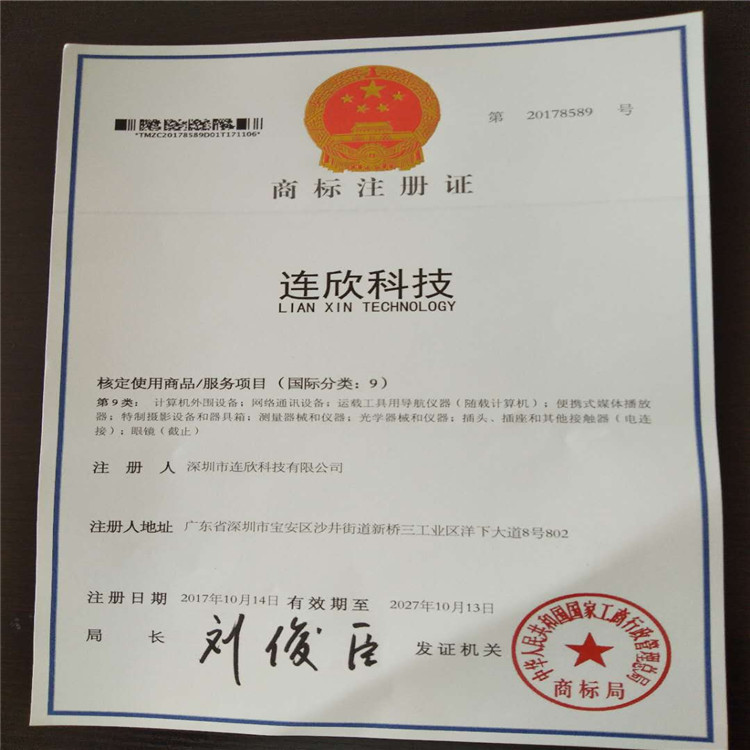 *TMZC20178589D01T171106*
第 20178589 号
商标注册证
连欣科技
LIAN XIN TECHNOLOGY
核定使用商品/服务项目（国际分类：9）
第9类：计算机外围设备；网络通讯设备；运载工具用导航仪器（随载计算机）；便携式媒体播放
器；特制摄影设备和器具箱；测量器械和仪器；光学器械和仪器；插头、插座和其他接触器（电连
接）；眼镜（截止）
注 册 人 深圳市连欣科技有限公司
注册人地址 广东省深圳市宝安区沙井街道新桥三工业区洋下大道8号802
注册日期 2017年10月14日 有效期至 2027年10月13日
局 长 刘俊臣 发证机关
中华人民共和国国家工商行政管理总局
商标局